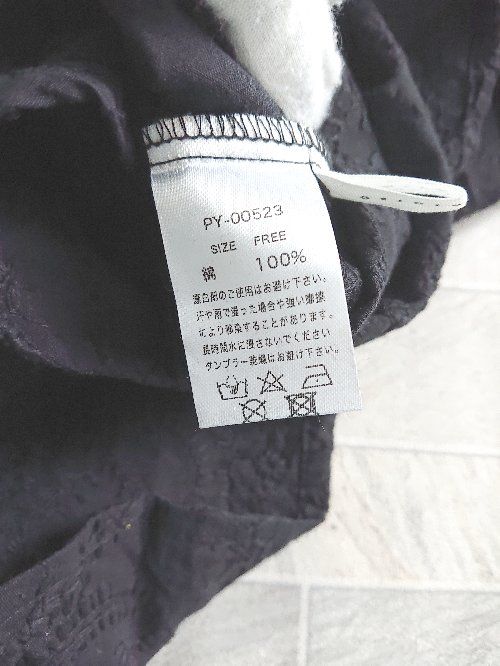 PY-00523
SIZE FREE
綿 100%
蛍合剤のご使用はお避け下さい。
汗や雨で湿った場合や強い摩擦
により移染することがあります。
長時間水に浸さないでください。
タンブラー乾燥はお避け下さい。